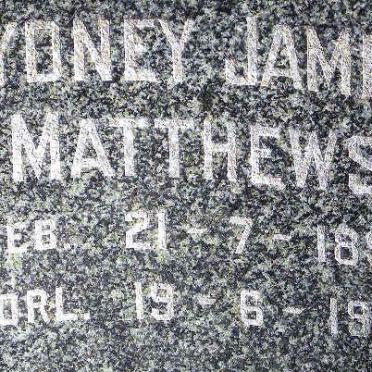 YDNEY JAM
MATTHEWS
EB. 21 - 7 - 18
ORL. 19 - 6 - 19